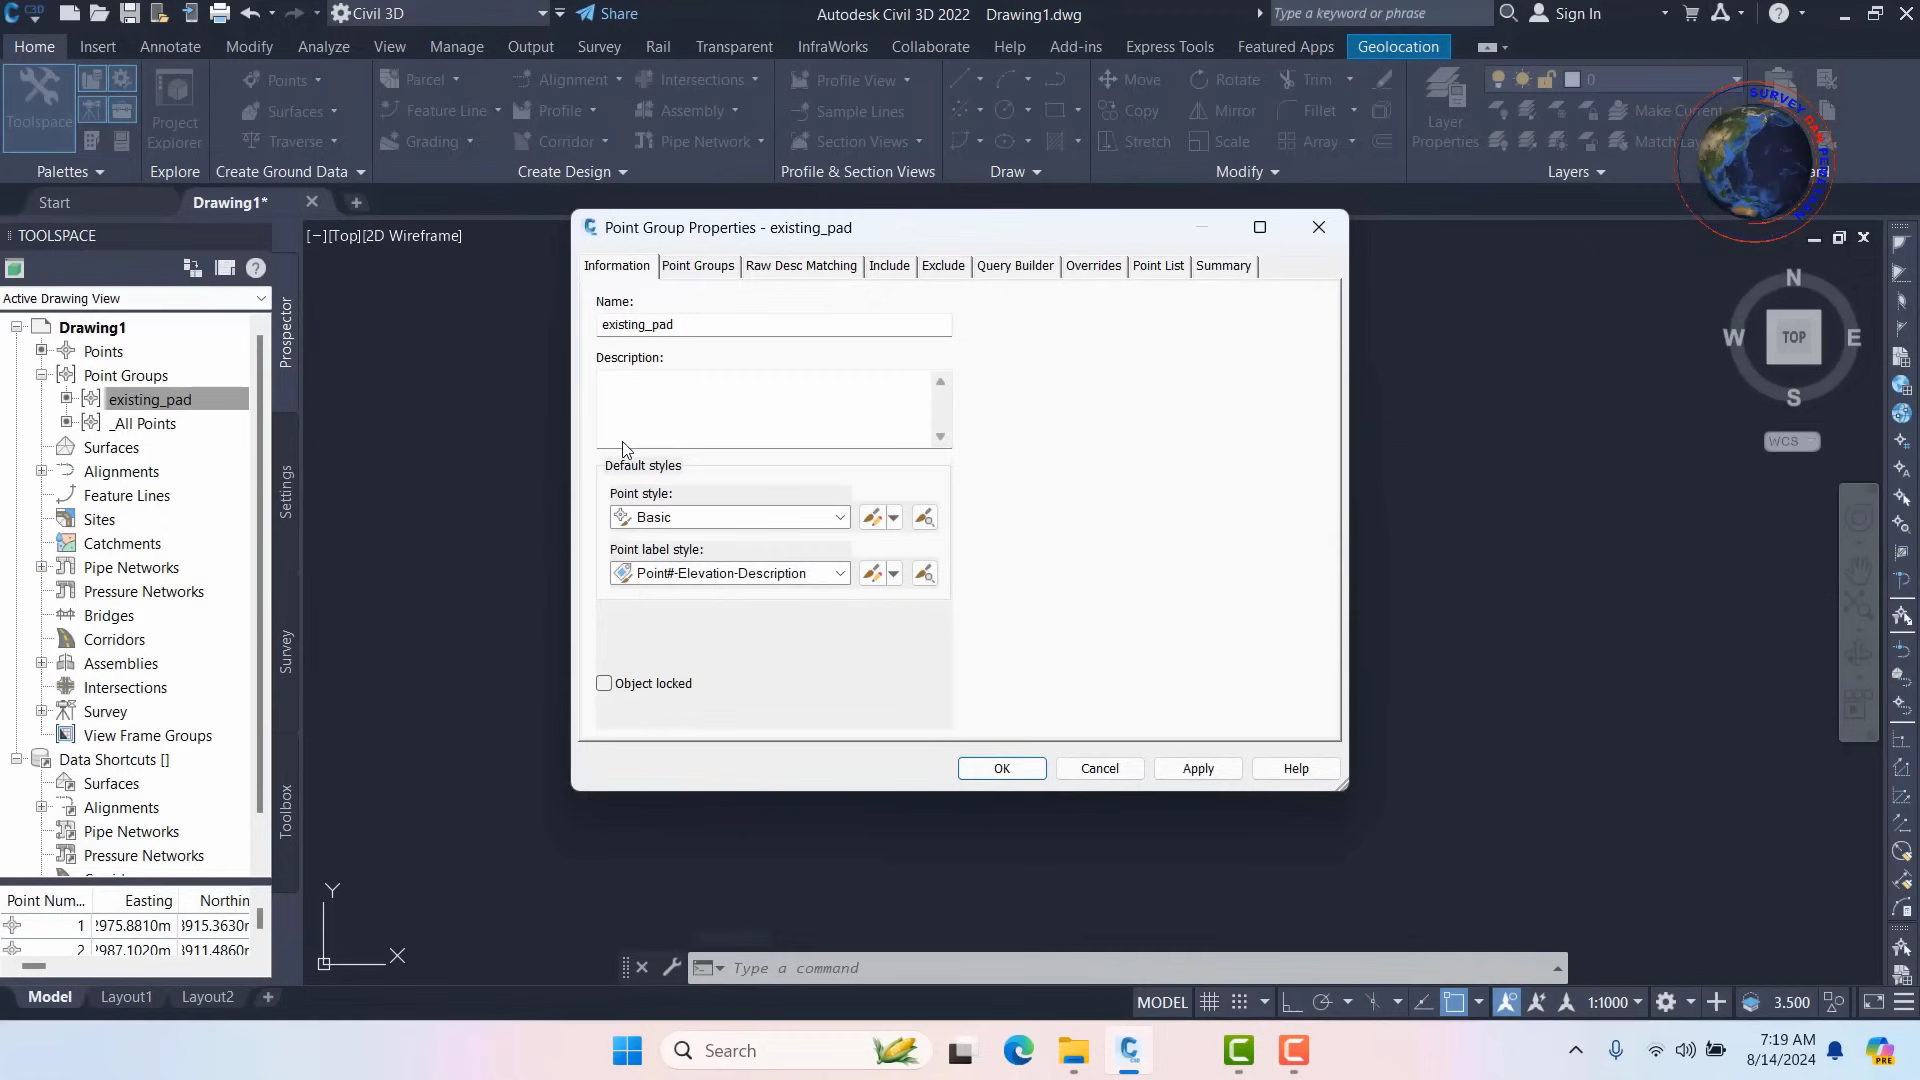 Civil 3D
Share
Autodesk Civil 3D 2022 Drawing1.dwg
Type a keyword or phrase
Sign In
Home Insert Annotate Modify Analyze View Manage Output Survey Rail Transparent InfraWorks Collaborate Help Add-ins Express Tools Featured Apps Geolocation
Toolspace
Project Explorer
Points Parcel Alignment Intersections Profile View Move Rotate Trim 0
Surfaces Feature Line Profile Assembly Sample Lines Copy Mirror Fillet Make Current
Traverse Grading Corridor Pipe Network Section Views Stretch Scale Array
Layer Properties
Palettes Explore Create Ground Data Create Design Profile & Section Views Draw Modify Layers
Start Drawing1*
TOOLSPACE
[−][Top][2D Wireframe]
Active Drawing View
Drawing1
Points
Point Groups
existing_pad
_All Points
Surfaces
Alignments
Feature Lines
Sites
Catchments
Pipe Networks
Pressure Networks
Bridges
Corridors
Assemblies
Intersections
Survey
View Frame Groups
Data Shortcuts []
Surfaces
Alignments
Pipe Networks
Pressure Networks
Prospector
Settings
Survey
Toolbox
Point Num... Easting Northin
1 2975.8810m 3915.3630r
2 2987.1020m 3911.4860r
Point Group Properties - existing_pad
Information Point Groups Raw Desc Matching Include Exclude Query Builder Overrides Point List Summary
Name:
existing_pad
Description:
Default styles
Point style:
Basic
Point label style:
Point#-Elevation-Description
Object locked
OK Cancel Apply Help
N
W TOP E
S
WCS
Y
X
Type a command
Model Layout1 Layout2
MODEL 1:1000 3.500
Search
7:19 AM
8/14/2024
PRE